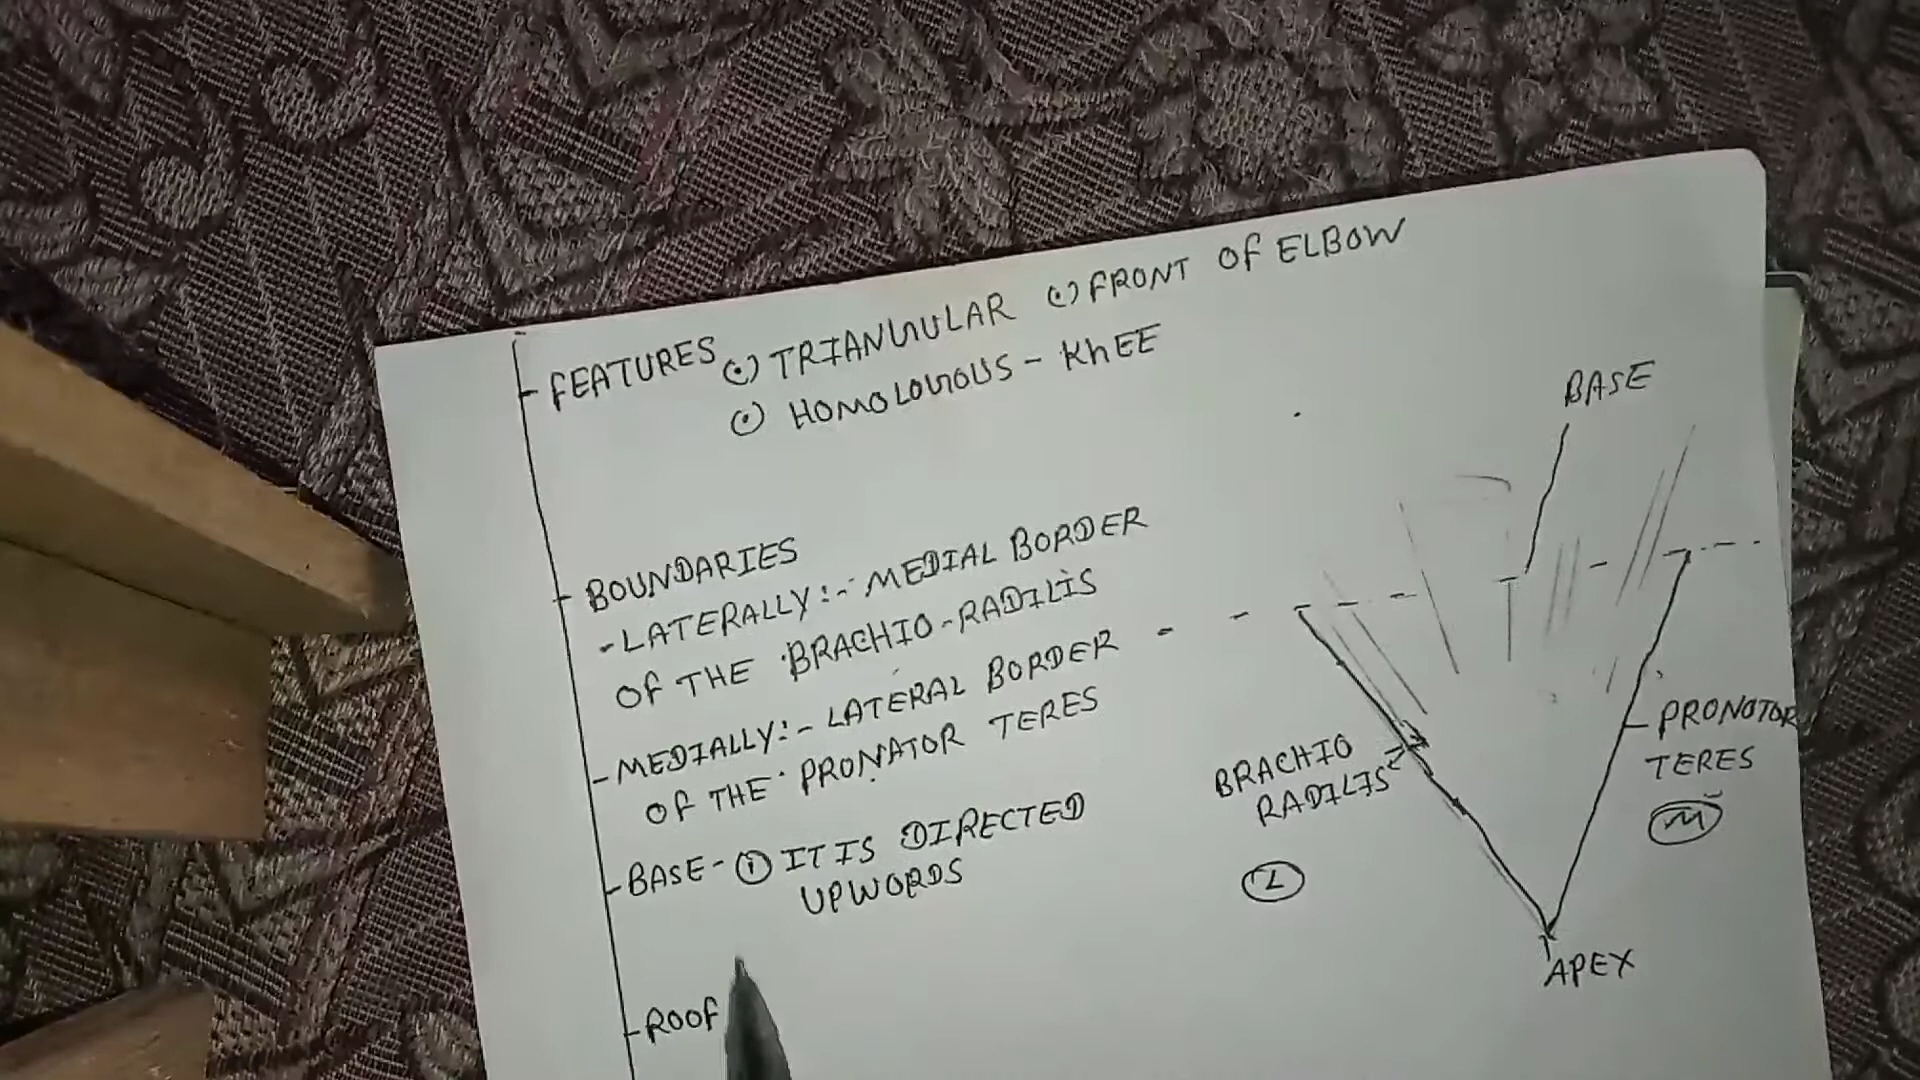 FEATURES (.) TRIANGULAR (.) FRONT OF ELBOW
(.) HOMOLOGOUS - KNEE
BOUNDARIES
- LATERALLY :- MEDIAL BORDER
OF THE BRACHIO-RADILIS
- MEDIALLY :- LATERAL BORDER
OF THE PRONATOR TERES
BASE - (1) IT IS DIRECTED
UPWORDS
ROOF
BASE
BRACHIO
RADILIS
L
PRONOTOR
TERES
M
APEX